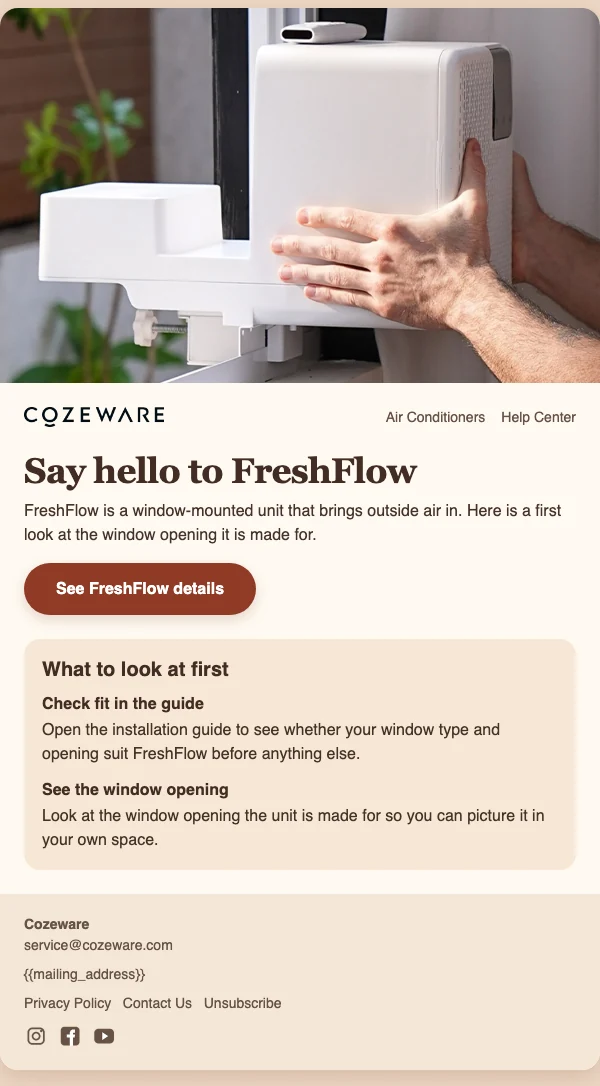 COZEWARE
Air Conditioners Help Center
Say hello to FreshFlow
FreshFlow is a window-mounted unit that brings outside air in. Here is a first
look at the window opening it is made for.
See FreshFlow details
What to look at first
Check fit in the guide
Open the installation guide to see whether your window type and
opening suit FreshFlow before anything else.
See the window opening
Look at the window opening the unit is made for so you can picture it in
your own space.
Cozeware
service@cozeware.com
{{mailing_address}}
Privacy Policy Contact Us Unsubscribe